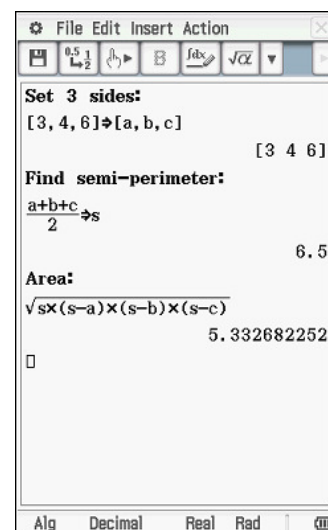 File Edit Insert Action
0.5 1 2 B ∫dx √α
Set 3 sides:
[3,4,6]⇒[a,b,c]
[3 4 6]
Find semi-perimeter:
a+b+c
2 ⇒s
6.5
Area:
√s×(s-a)×(s-b)×(s-c)
5.332682252
Alg Decimal Real Rad